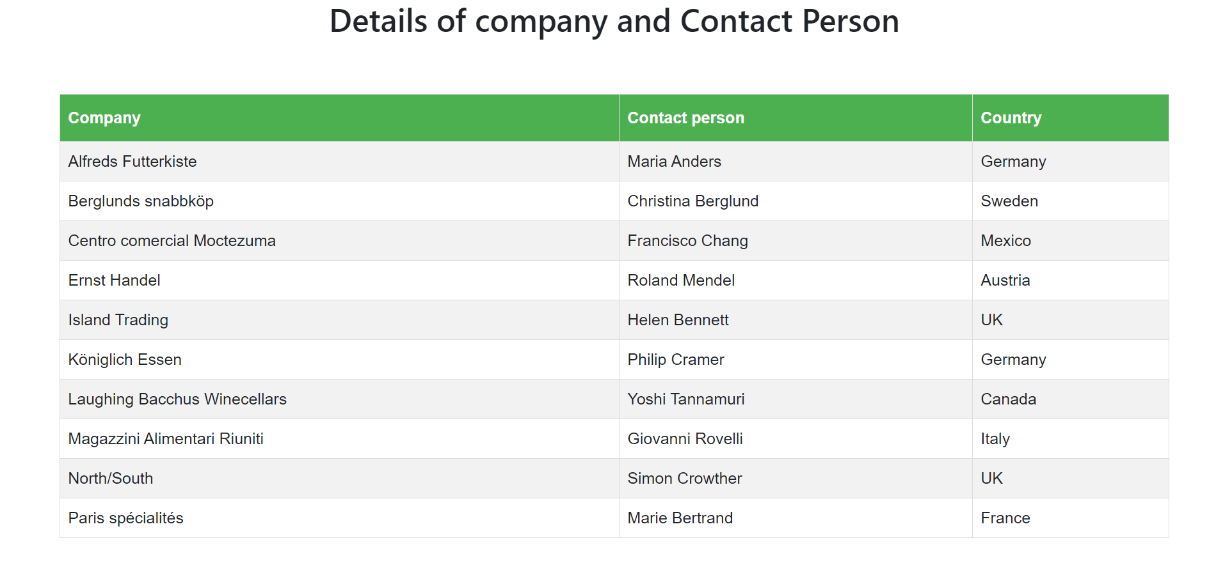 Details of company and Contact Person
Company Contact person Country
Alfreds Futterkiste Maria Anders Germany
Berglunds snabbköp Christina Berglund Sweden
Centro comercial Moctezuma Francisco Chang Mexico
Ernst Handel Roland Mendel Austria
Island Trading Helen Bennett UK
Königlich Essen Philip Cramer Germany
Laughing Bacchus Winecellars Yoshi Tannamuri Canada
Magazzini Alimentari Riuniti Giovanni Rovelli Italy
North/South Simon Crowther UK
Paris spécialités Marie Bertrand France